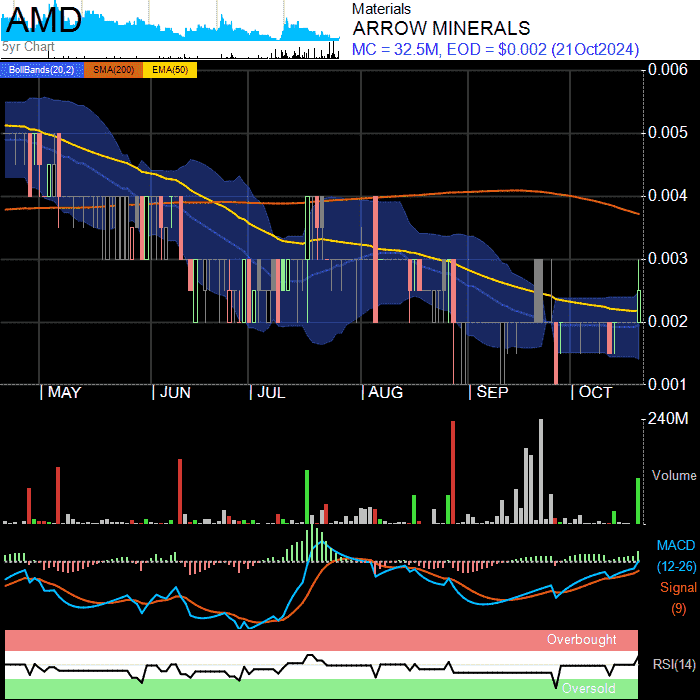 AMD
5yr Chart
Materials
ARROW MINERALS
MC = 32.5M, EOD = $0.002 (21Oct2024)
BollBands(20,2) SMA(200) EMA(50)
0.006
0.005
0.004
0.003
0.002
0.001
MAY JUN JUL AUG SEP OCT
240M
Volume
MACD
(12-26)
Signal
(9)
Overbought
RSI(14)
Oversold